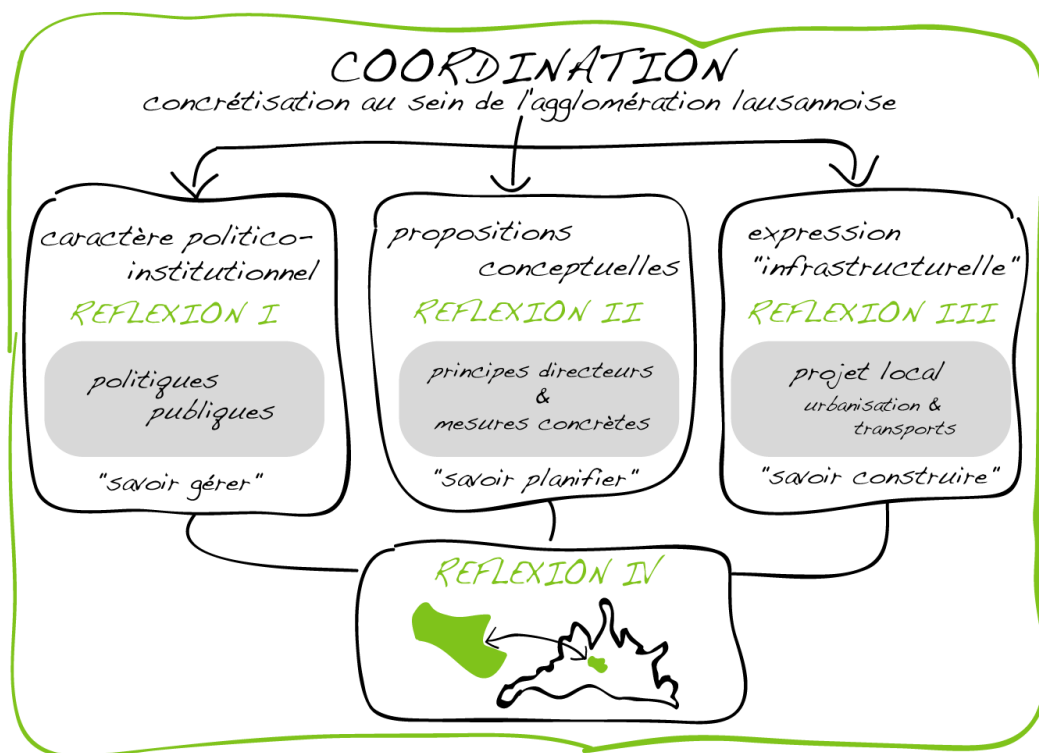 COORDINATION
concrétisation au sein de l'agglomération lausannoise
caractère politico-
institutionnel
REFLEXION I
politiques
publiques
"savoir gérer"
propositions
conceptuelles
REFLEXION II
principes directeurs
&
mesures concrètes
"savoir planifier"
expression
"infrastructurelle"
REFLEXION III
projet local
urbanisation &
transports
"savoir construire"
REFLEXION IV